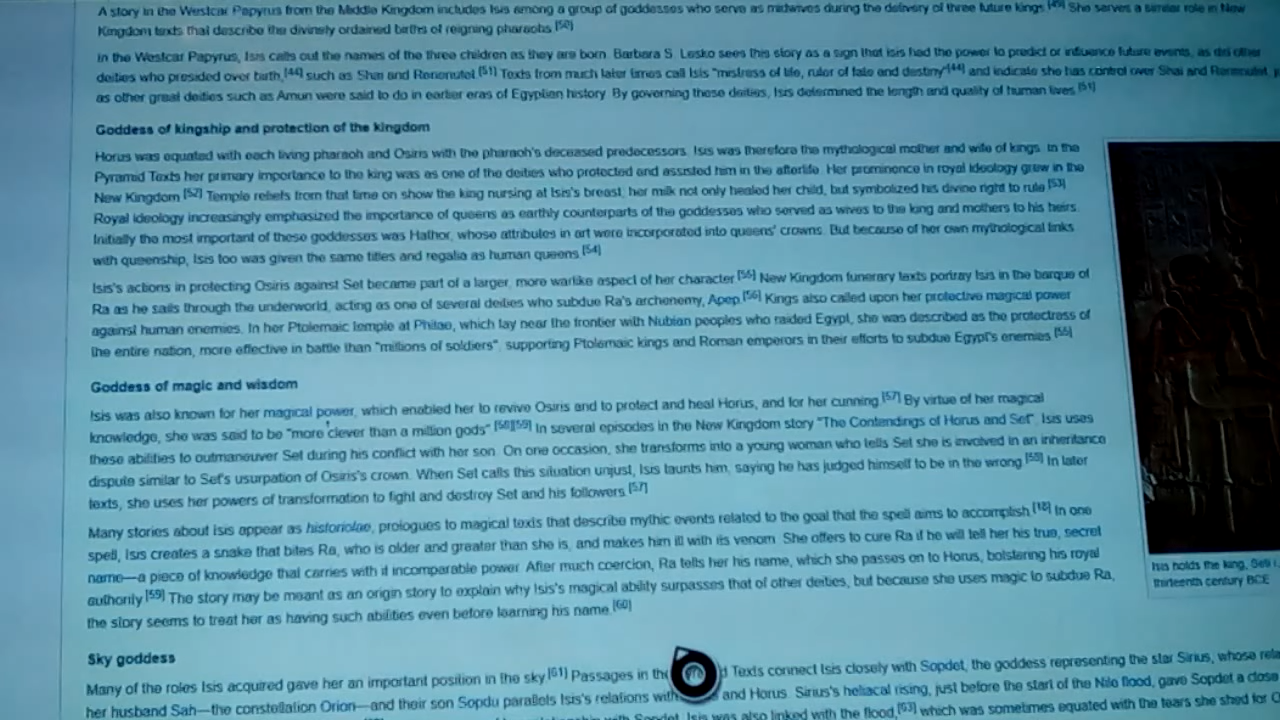 A story in the Westcar Papyrus from the Middle Kingdom includes Isis among a group of goddesses who serve as midwives during the delivery of three future kings.[49] She serves a similar role in New
Kingdom texts that describe the divinely ordained births of reigning pharaohs.[50]
In the Westcar Papyrus, Isis calls out the names of the three children as they are born. Barbara S. Lesko sees this story as a sign that Isis had the power to predict or influence future events, as did other
deities who presided over birth,[44] such as Shai and Renenutet.[51] Texts from much later times call Isis "mistress of life, ruler of fate and destiny"[44] and indicate she has control over Shai and Renenutet,
as other great deities such as Amun were said to do in earlier eras of Egyptian history. By governing these deities, Isis determined the length and quality of human lives.[51]
Goddess of kingship and protection of the kingdom
Horus was equated with each living pharaoh and Osiris with the pharaoh's deceased predecessors. Isis was therefore the mythological mother and wife of kings. In the
Pyramid Texts her primary importance to the king was as one of the deities who protected and assisted him in the afterlife. Her prominence in royal ideology grew in the
New Kingdom.[52] Temple reliefs from that time on show the king nursing at Isis's breast; her milk not only healed her child, but symbolized his divine right to rule.[53]
Royal ideology increasingly emphasized the importance of queens as earthly counterparts of the goddesses who served as wives to the king and mothers to his heirs.
Initially the most important of these goddesses was Hathor, whose attributes in art were incorporated into queens' crowns. But because of her own mythological links
with queenship, Isis too was given the same titles and regalia as human queens.[54]
Isis's actions in protecting Osiris against Set became part of a larger, more warlike aspect of her character.[55] New Kingdom funerary texts portray Isis in the barque of
Ra as he sails through the underworld, acting as one of several deities who subdue Ra's archenemy, Apep.[56] Kings also called upon her protective magical power
against human enemies. In her Ptolemaic temple at Philae, which lay near the frontier with Nubian peoples who raided Egypt, she was described as the protectress of
the entire nation, more effective in battle than "millions of soldiers", supporting Ptolemaic kings and Roman emperors in their efforts to subdue Egypt's enemies.[55]
Goddess of magic and wisdom
Isis was also known for her magical power, which enabled her to revive Osiris and to protect and heal Horus, and for her cunning.[57] By virtue of her magical
knowledge, she was said to be "more clever than a million gods".[58][59] In several episodes in the New Kingdom story "The Contendings of Horus and Set", Isis uses
these abilities to outmaneuver Set during his conflict with her son. On one occasion, she transforms into a young woman who tells Set she is involved in an inheritance
dispute similar to Set's usurpation of Osiris's crown. When Set calls this situation unjust, Isis taunts him, saying he has judged himself to be in the wrong.[59] In later
texts, she uses her powers of transformation to fight and destroy Set and his followers.[57]
Many stories about Isis appear as historiolae, prologues to magical texts that describe mythic events related to the goal that the spell aims to accomplish.[18] In one
spell, Isis creates a snake that bites Ra, who is older and greater than she is, and makes him ill with its venom. She offers to cure Ra if he will tell her his true, secret
name—a piece of knowledge that carries with it incomparable power. After much coercion, Ra tells her his name, which she passes on to Horus, bolstering his royal
authority.[59] The story may be meant as an origin story to explain why Isis's magical ability surpasses that of other deities, but because she uses magic to subdue Ra,
the story seems to treat her as having such abilities even before learning his name.[60]
Isis holds the king, Seti I,
thirteenth century BCE
Sky goddess
Many of the roles Isis acquired gave her an important position in the sky.[61] Passages in the Texts connect Isis closely with Sopdet, the goddess representing the star Sirius, whose
her husband Sah—the constellation Orion—and their son Sopdu parallels Isis's relations with and Horus. Sirius's heliacal rising, just before the start of the Nile flood, gave Sopdet a close
with Sopdet, Isis was also linked with the flood,[63] which was sometimes equated with the tears she shed for